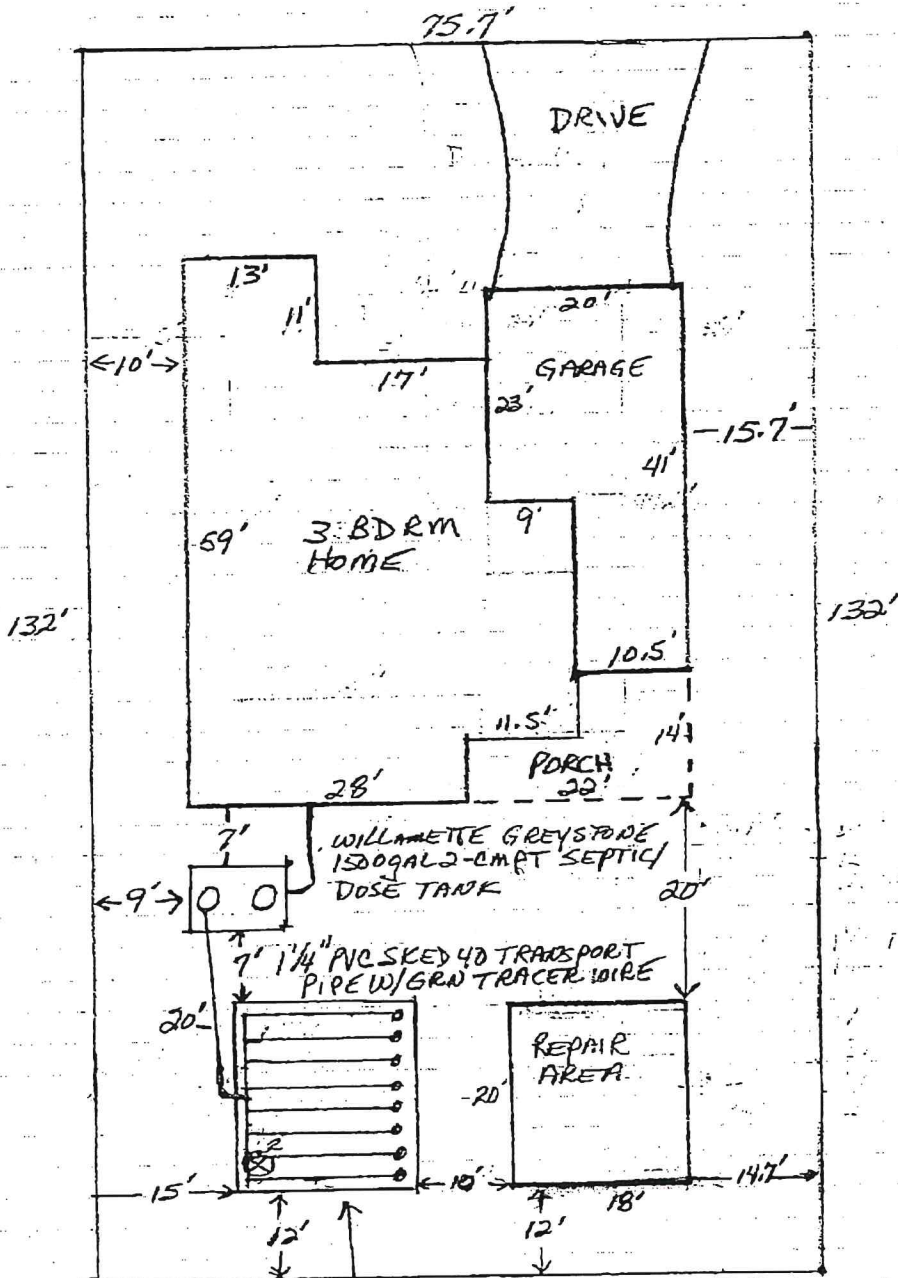 75.7'
DRIVE
13'
11'
20'
10'
17'
GARAGE
23'
15.7'
41'
9'
59'
3 BDRM
HOME
132'
132'
10.5'
11.5'
14'
PORCH
22'
28'
7'
WILLAMETTE GREYSTONE
1500gAL 2-CMPT SEPTIC/
DOSE TANK
9'
20'
7'
1 1/4" PVC SKED 40 TRANSPORT
PIPE W/GRN TRACER WIRE
20'
REPAIR
AREA
20'
2
15'
10'
18'
14.7'
12'
12'